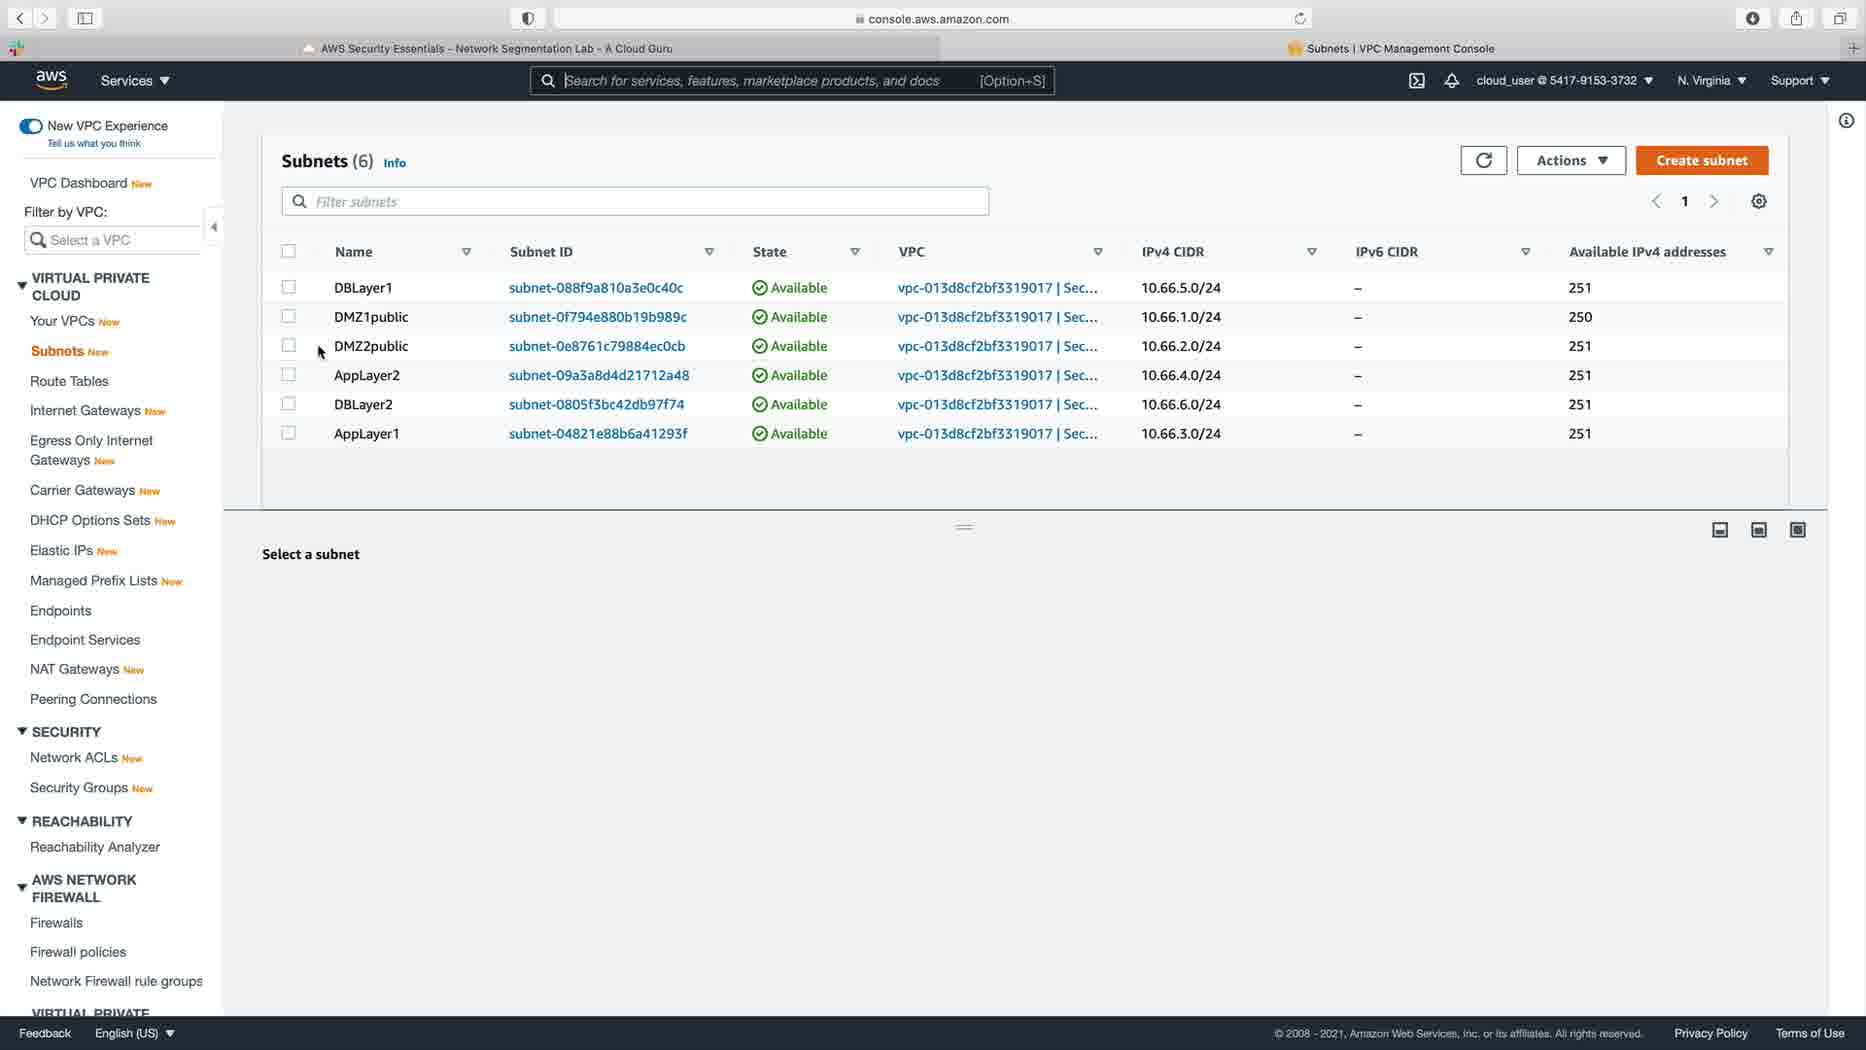 console.aws.amazon.com
AWS Security Essentials - Network Segmentation Lab - A Cloud Guru
Subnets | VPC Management Console
aws
Services
Search for services, features, marketplace products, and docs [Option+S]
cloud_user @ 5417-9153-3732
N. Virginia
Support
New VPC Experience
Tell us what you think
VPC Dashboard New
Filter by VPC:
Select a VPC
VIRTUAL PRIVATE
CLOUD
Your VPCs New
Subnets New
Route Tables
Internet Gateways New
Egress Only Internet
Gateways New
Carrier Gateways New
DHCP Options Sets New
Elastic IPs New
Managed Prefix Lists New
Endpoints
Endpoint Services
NAT Gateways New
Peering Connections
SECURITY
Network ACLs New
Security Groups New
REACHABILITY
Reachability Analyzer
AWS NETWORK
FIREWALL
Firewalls
Firewall policies
Network Firewall rule groups
VIRTUAL PRIVATE
Subnets (6) Info
Actions
Create subnet
Filter subnets
1
Name Subnet ID State VPC IPv4 CIDR IPv6 CIDR Available IPv4 addresses
DBLayer1 subnet-088f9a810a3e0c40c Available vpc-013d8cf2bf3319017 | Sec... 10.66.5.0/24 – 251
DMZ1public subnet-0f794e880b19b989c Available vpc-013d8cf2bf3319017 | Sec... 10.66.1.0/24 – 250
DMZ2public subnet-0e8761c79884ec0cb Available vpc-013d8cf2bf3319017 | Sec... 10.66.2.0/24 – 251
AppLayer2 subnet-09a3a8d4d21712a48 Available vpc-013d8cf2bf3319017 | Sec... 10.66.4.0/24 – 251
DBLayer2 subnet-0805f3bc42db97f74 Available vpc-013d8cf2bf3319017 | Sec... 10.66.6.0/24 – 251
AppLayer1 subnet-04821e88b6a41293f Available vpc-013d8cf2bf3319017 | Sec... 10.66.3.0/24 – 251
Select a subnet
Feedback
English (US)
© 2008 - 2021, Amazon Web Services, Inc. or its affiliates. All rights reserved.
Privacy Policy
Terms of Use